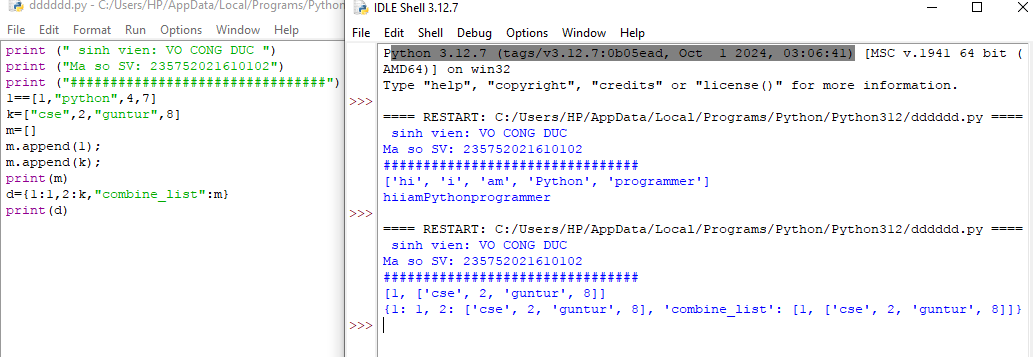 dddddd.py - C:/Users/HP/AppData/Local/Programs/Python
File Edit Format Run Options Window Help
print (" sinh vien: VO CONG DUC ")
print ("Ma so SV: 235752021610102")
print ("################################")
1==[1,"python",4,7]
k=["cse",2,"guntur",8]
m=[]
m.append(1);
m.append(k);
print(m)
d={1:1,2:k,"combine_list":m}
print(d)
IDLE Shell 3.12.7
File Edit Shell Debug Options Window Help
Python 3.12.7 (tags/v3.12.7:0b05ead, Oct  1 2024, 03:06:41) [MSC v.1941 64 bit (
AMD64)] on win32
Type "help", "copyright", "credits" or "license()" for more information.
>>>
==== RESTART: C:/Users/HP/AppData/Local/Programs/Python/Python312/dddddd.py ====
sinh vien: VO CONG DUC
Ma so SV: 235752021610102
################################
['hi', 'i', 'am', 'Python', 'programmer']
hiiamPythonprogrammer
>>>
==== RESTART: C:/Users/HP/AppData/Local/Programs/Python/Python312/dddddd.py ====
sinh vien: VO CONG DUC
Ma so SV: 235752021610102
################################
[1, ['cse', 2, 'guntur', 8]]
{1: 1, 2: ['cse', 2, 'guntur', 8], 'combine_list': [1, ['cse', 2, 'guntur', 8]]}
>>>